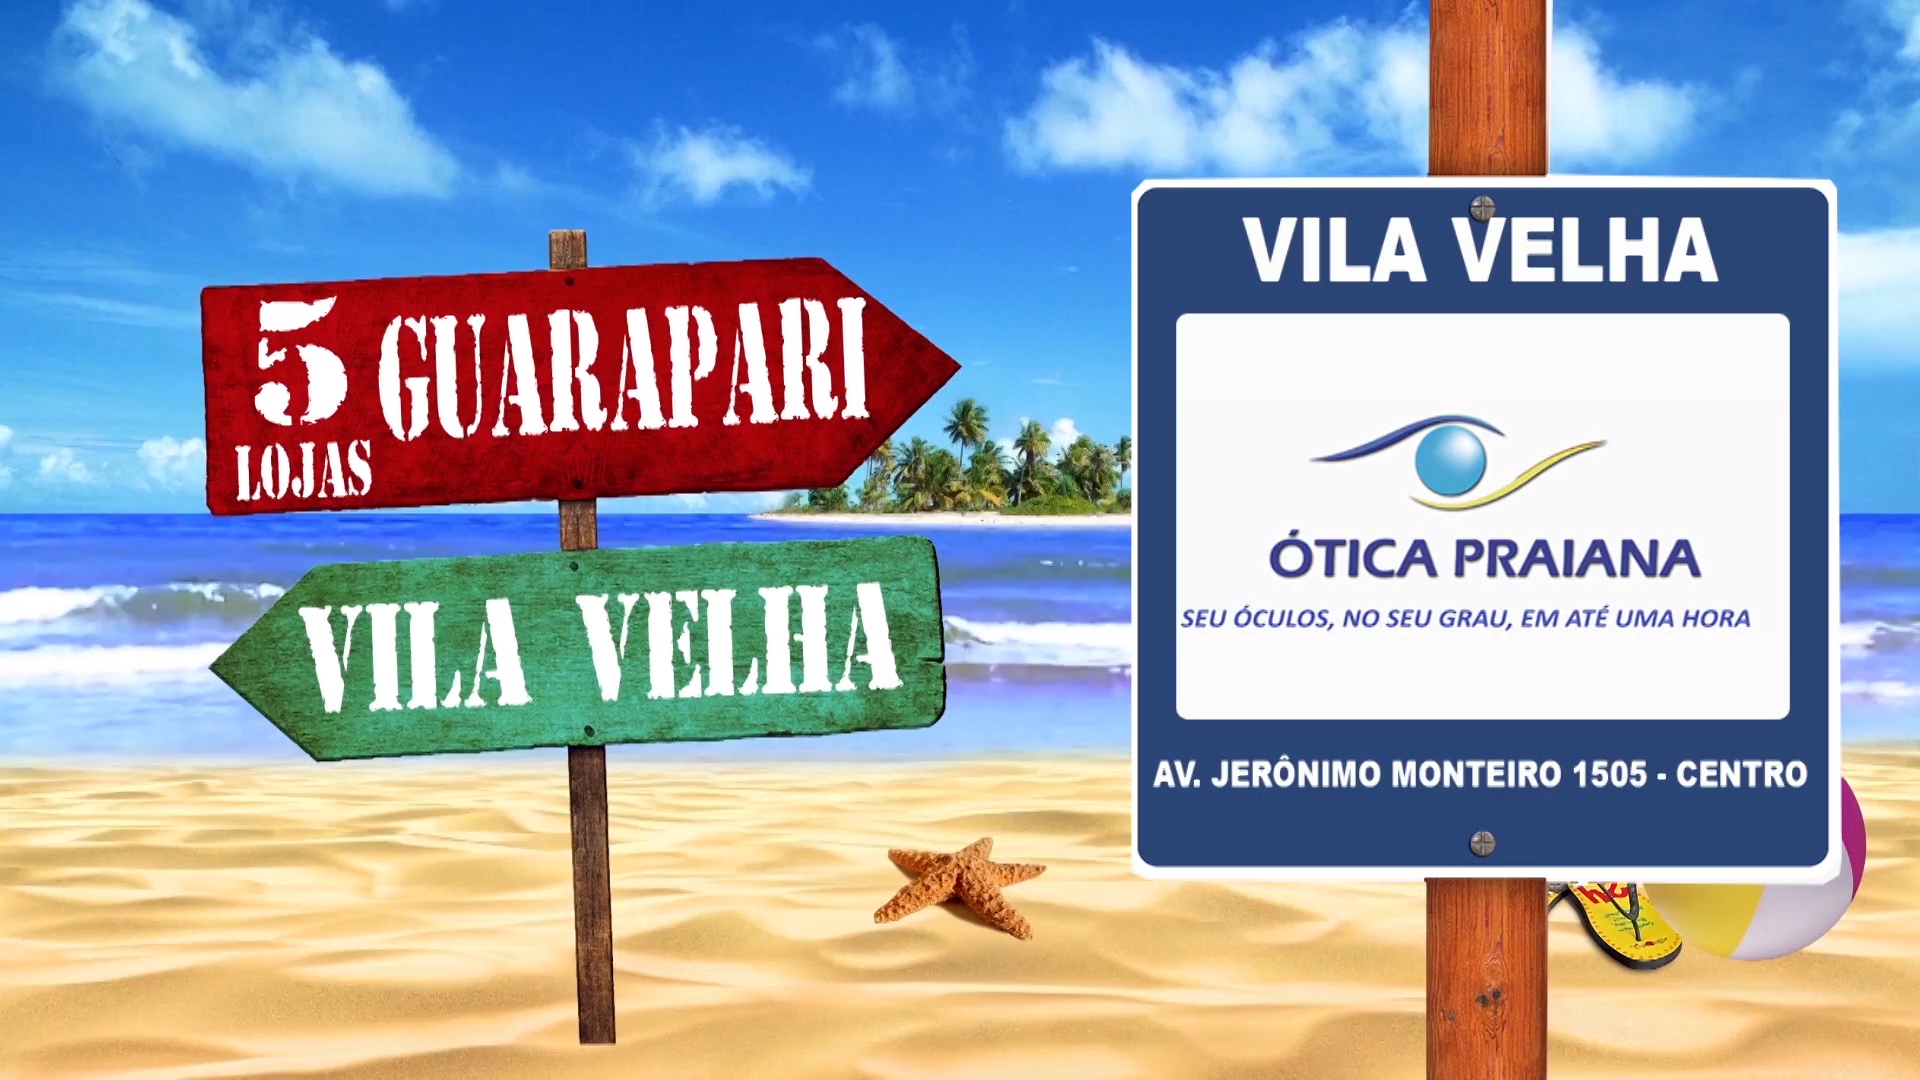 5 GUARAPARI
LOJAS
VILA VELHA
VILA VELHA
ÓTICA PRAIANA
SEU ÓCULOS, NO SEU GRAU, EM ATÉ UMA HORA
AV. JERÔNIMO MONTEIRO 1505 - CENTRO